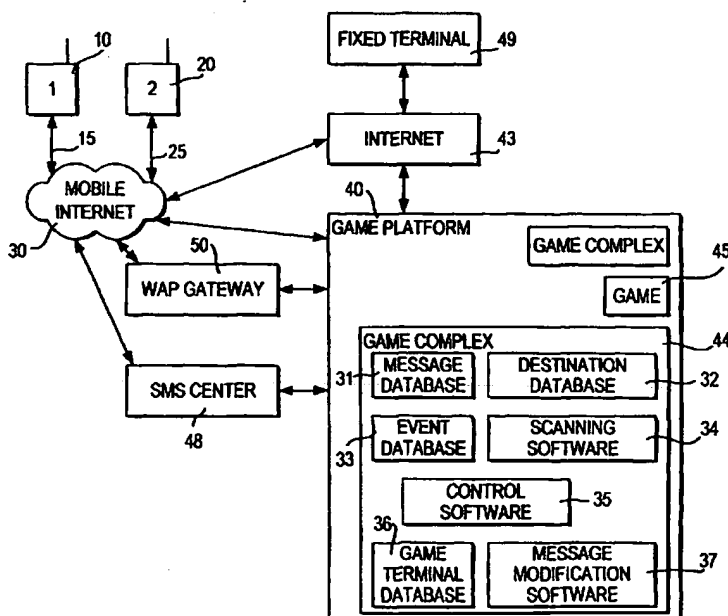 10
20
1
2
15
25
MOBILE
INTERNET
30
FIXED TERMINAL
49
INTERNET
43
40
GAME PLATFORM
GAME COMPLEX
45
GAME
50
WAP GATEWAY
SMS CENTER
48
GAME COMPLEX
44
31
MESSAGE
DATABASE
DESTINATION
DATABASE
32
33
EVENT
DATABASE
SCANNING
SOFTWARE
34
CONTROL
SOFTWARE
35
36
GAME
TERMINAL
DATABASE
MESSAGE
MODIFICATION
SOFTWARE
37